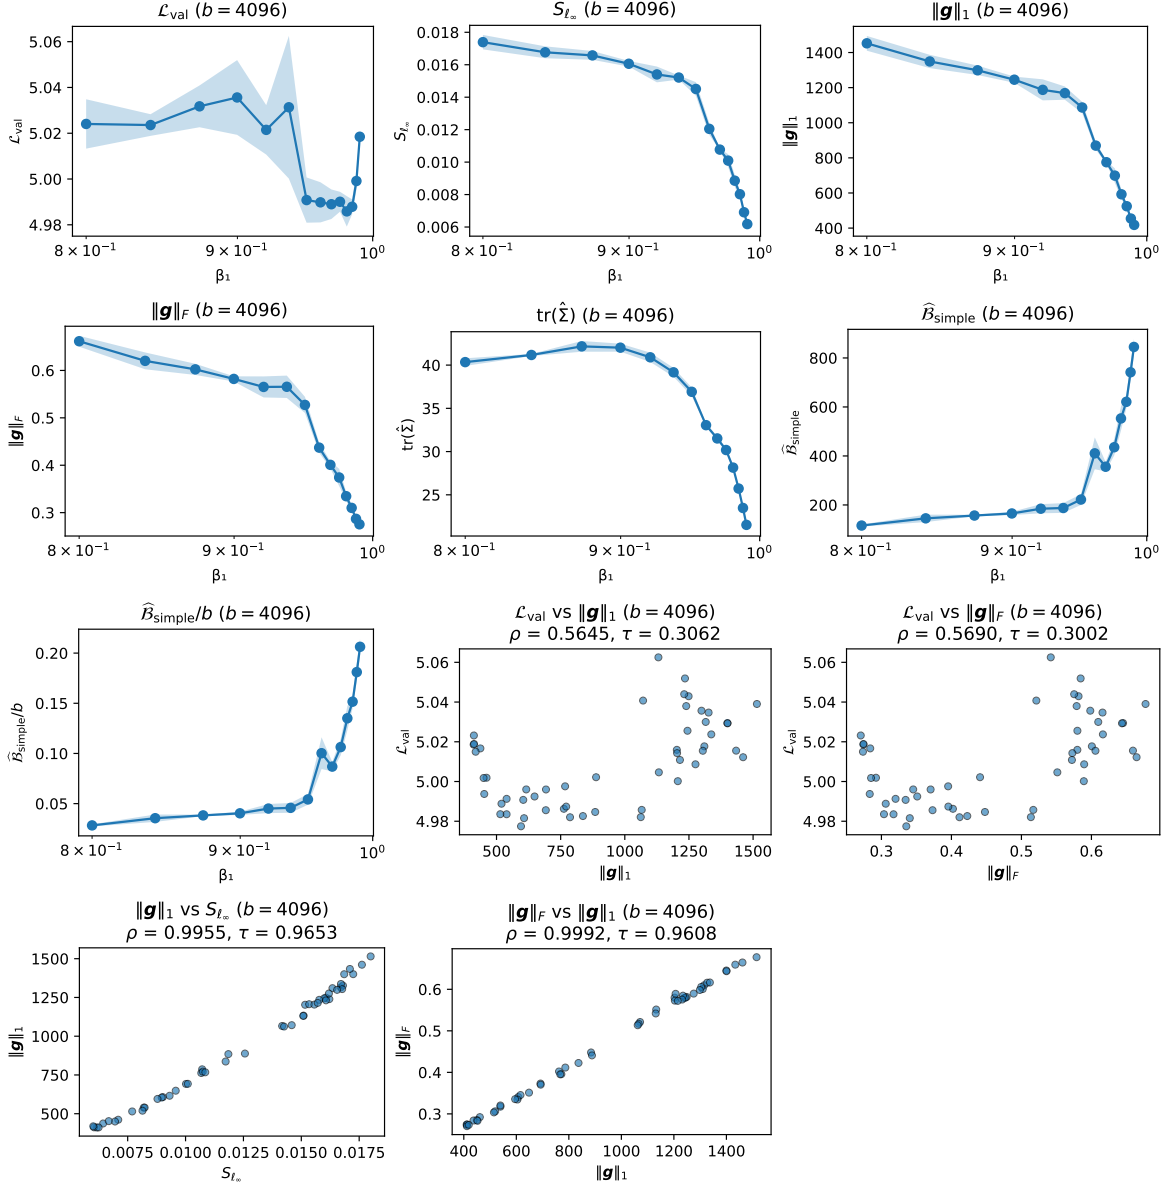 𝓛val (b = 4096)
5.06
5.04
5.02
5.00
4.98
𝓛val
8 × 10⁻¹
9 × 10⁻¹
10⁰
β₁
Sℓ∞ (b = 4096)
0.018
0.016
0.014
0.012
0.010
0.008
0.006
Sℓ∞
8 × 10⁻¹
9 × 10⁻¹
10⁰
β₁
‖g‖₁ (b = 4096)
1400
1200
1000
800
600
400
‖g‖₁
8 × 10⁻¹
9 × 10⁻¹
10⁰
β₁
‖g‖F (b = 4096)
0.6
0.5
0.4
0.3
‖g‖F
8 × 10⁻¹
9 × 10⁻¹
10⁰
β₁
tr(Σ̂) (b = 4096)
40
35
30
25
tr(Σ̂)
8 × 10⁻¹
9 × 10⁻¹
10⁰
β₁
𝓑̂simple (b = 4096)
800
600
400
200
𝓑̂simple
8 × 10⁻¹
9 × 10⁻¹
10⁰
β₁
𝓑̂simple/b (b = 4096)
0.20
0.15
0.10
0.05
𝓑̂simple/b
8 × 10⁻¹
9 × 10⁻¹
10⁰
β₁
𝓛val vs ‖g‖₁ (b = 4096)
ρ = 0.5645, τ = 0.3062
5.06
5.04
5.02
5.00
4.98
𝓛val
500
750
1000
1250
1500
‖g‖₁
𝓛val vs ‖g‖F (b = 4096)
ρ = 0.5690, τ = 0.3002
5.06
5.04
5.02
5.00
4.98
𝓛val
0.3
0.4
0.5
0.6
‖g‖F
‖g‖₁ vs Sℓ∞ (b = 4096)
ρ = 0.9955, τ = 0.9653
1500
1250
1000
750
500
‖g‖₁
0.0075
0.0100
0.0125
0.0150
0.0175
Sℓ∞
‖g‖F vs ‖g‖₁ (b = 4096)
ρ = 0.9992, τ = 0.9608
0.6
0.5
0.4
0.3
‖g‖F
400
600
800
1000
1200
1400
‖g‖₁